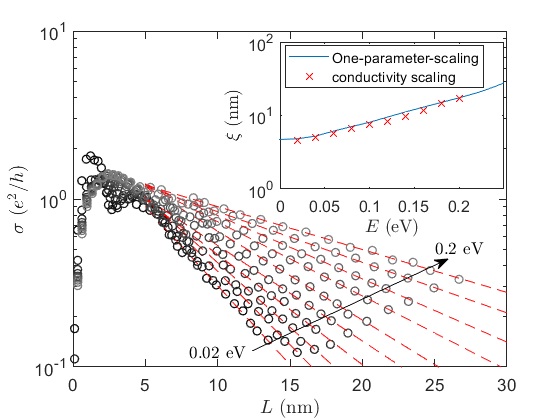 10^1
10^0
10^-1
σ (e^2/h)
0 5 10 15 20 25 30
L (nm)
0.02 eV
0.2 eV
10^2
10^1
10^0
ξ (nm)
One-parameter-scaling
conductivity scaling
0 0.05 0.1 0.15 0.2
E (eV)